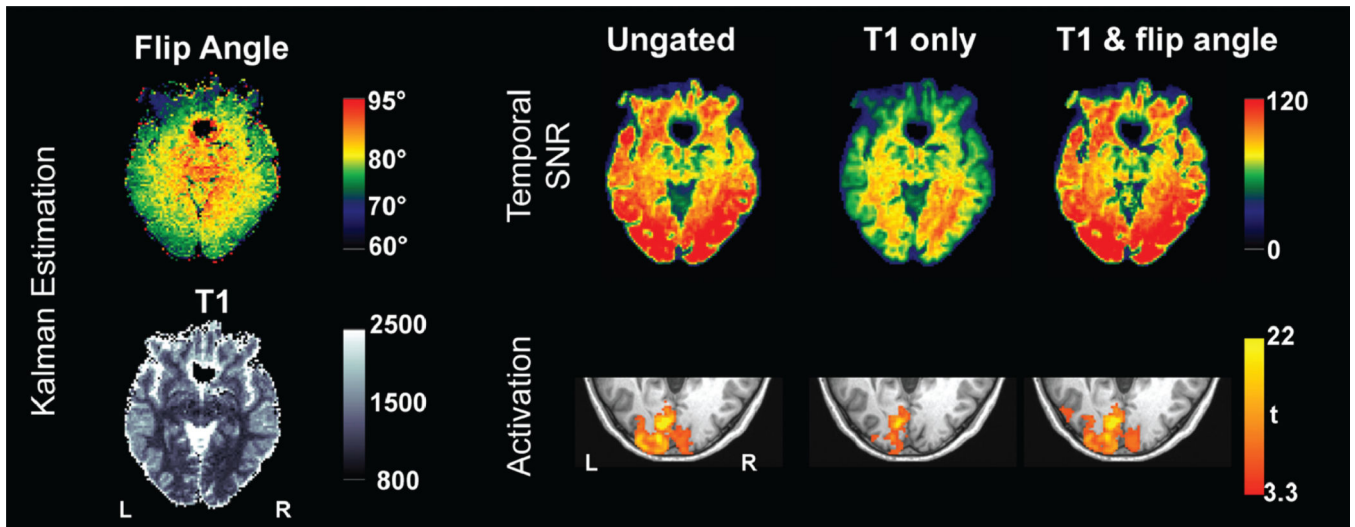 Kalman Estimation
Flip Angle
95°
80°
70°
60°
T1
2500
1500
800
L
R
Ungated
T1 only
T1 & flip angle
Temporal
SNR
120
0
Activation
L
R
22
t
3.3